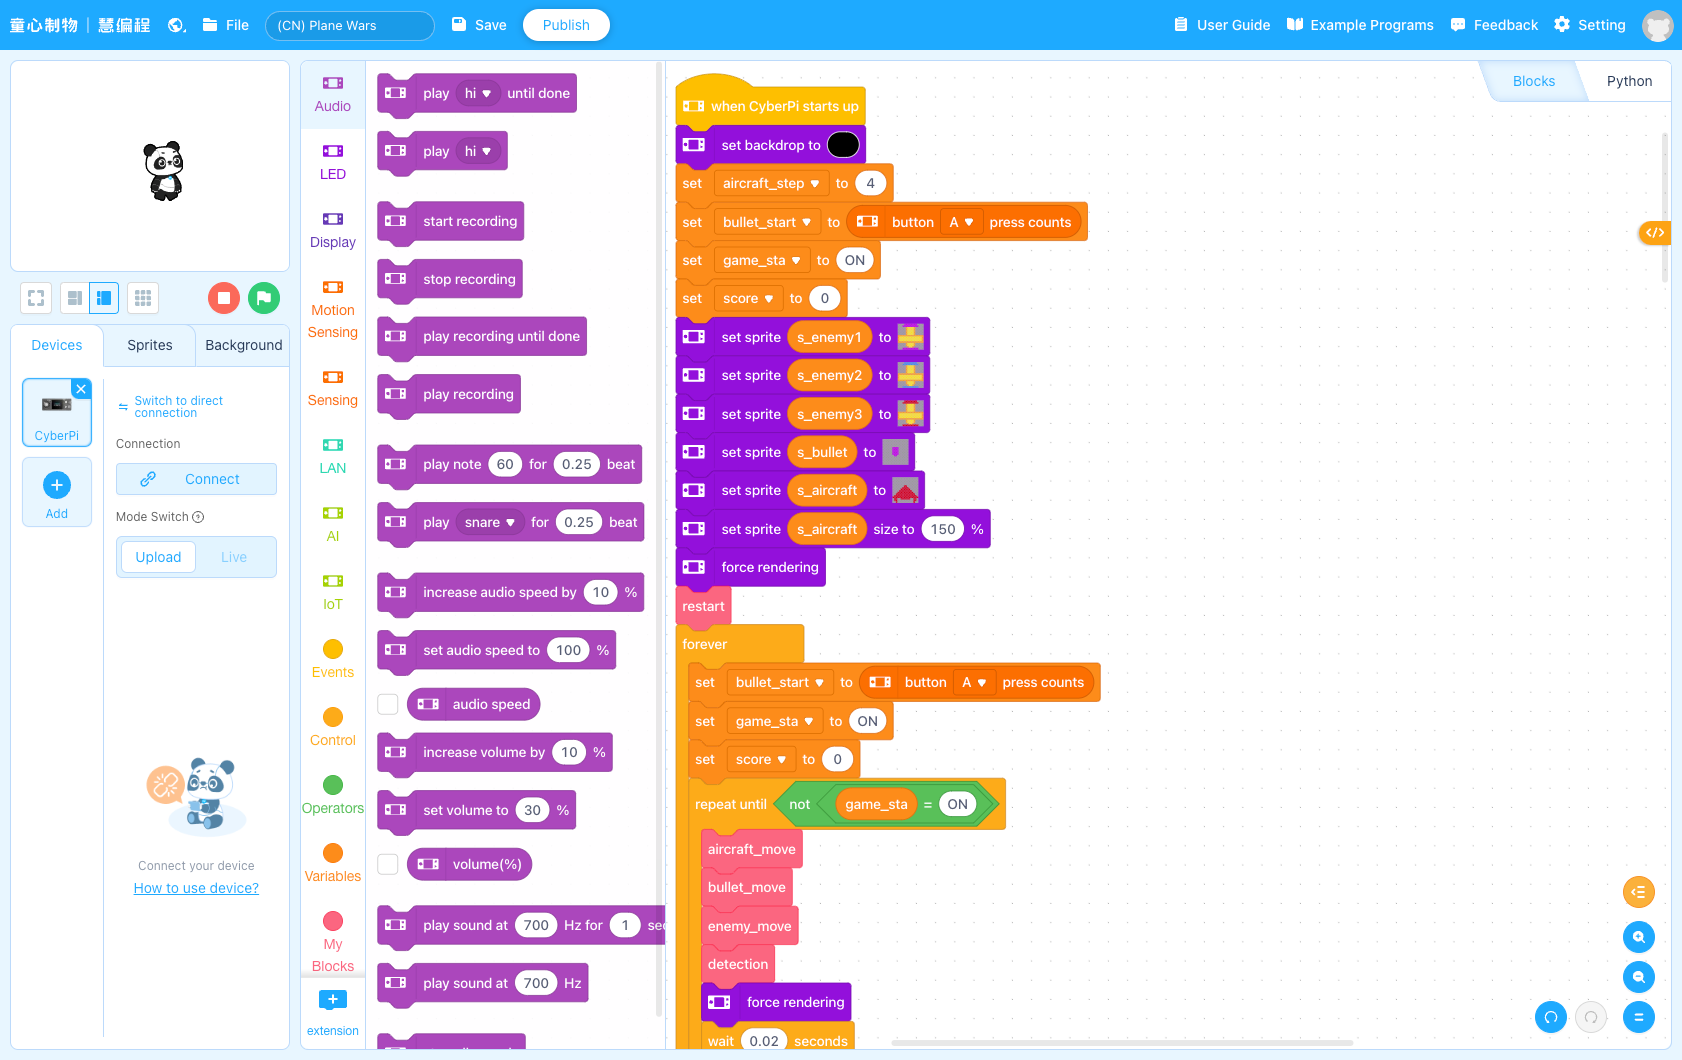 童心制物 | 慧编程
File
(CN) Plane Wars
Save
Publish
User Guide
Example Programs
Feedback
Setting
Devices
Sprites
Background
CyberPi
Add
Switch to direct
connection
Connection
Connect
Mode Switch
Upload
Live
Connect your device
How to use device?
Audio
LED
Display
Motion
Sensing
Sensing
LAN
AI
IoT
Events
Control
Operators
Variables
My
Blocks
extension
play hi until done
play hi
start recording
stop recording
play recording until done
play recording
play note 60 for 0.25 beat
play snare for 0.25 beat
increase audio speed by 10 %
set audio speed to 100 %
audio speed
increase volume by 10 %
set volume to 30 %
volume(%)
play sound at 700 Hz for 1 sec
play sound at 700 Hz
Blocks
Python
when CyberPi starts up
set backdrop to
set aircraft_step to 4
set bullet_start to button A press counts
set game_sta to ON
set score to 0
set sprite s_enemy1 to
set sprite s_enemy2 to
set sprite s_enemy3 to
set sprite s_bullet to
set sprite s_aircraft to
set sprite s_aircraft size to 150 %
force rendering
restart
forever
set bullet_start to button A press counts
set game_sta to ON
set score to 0
repeat until not game_sta = ON
aircraft_move
bullet_move
enemy_move
detection
force rendering
wait 0.02 seconds